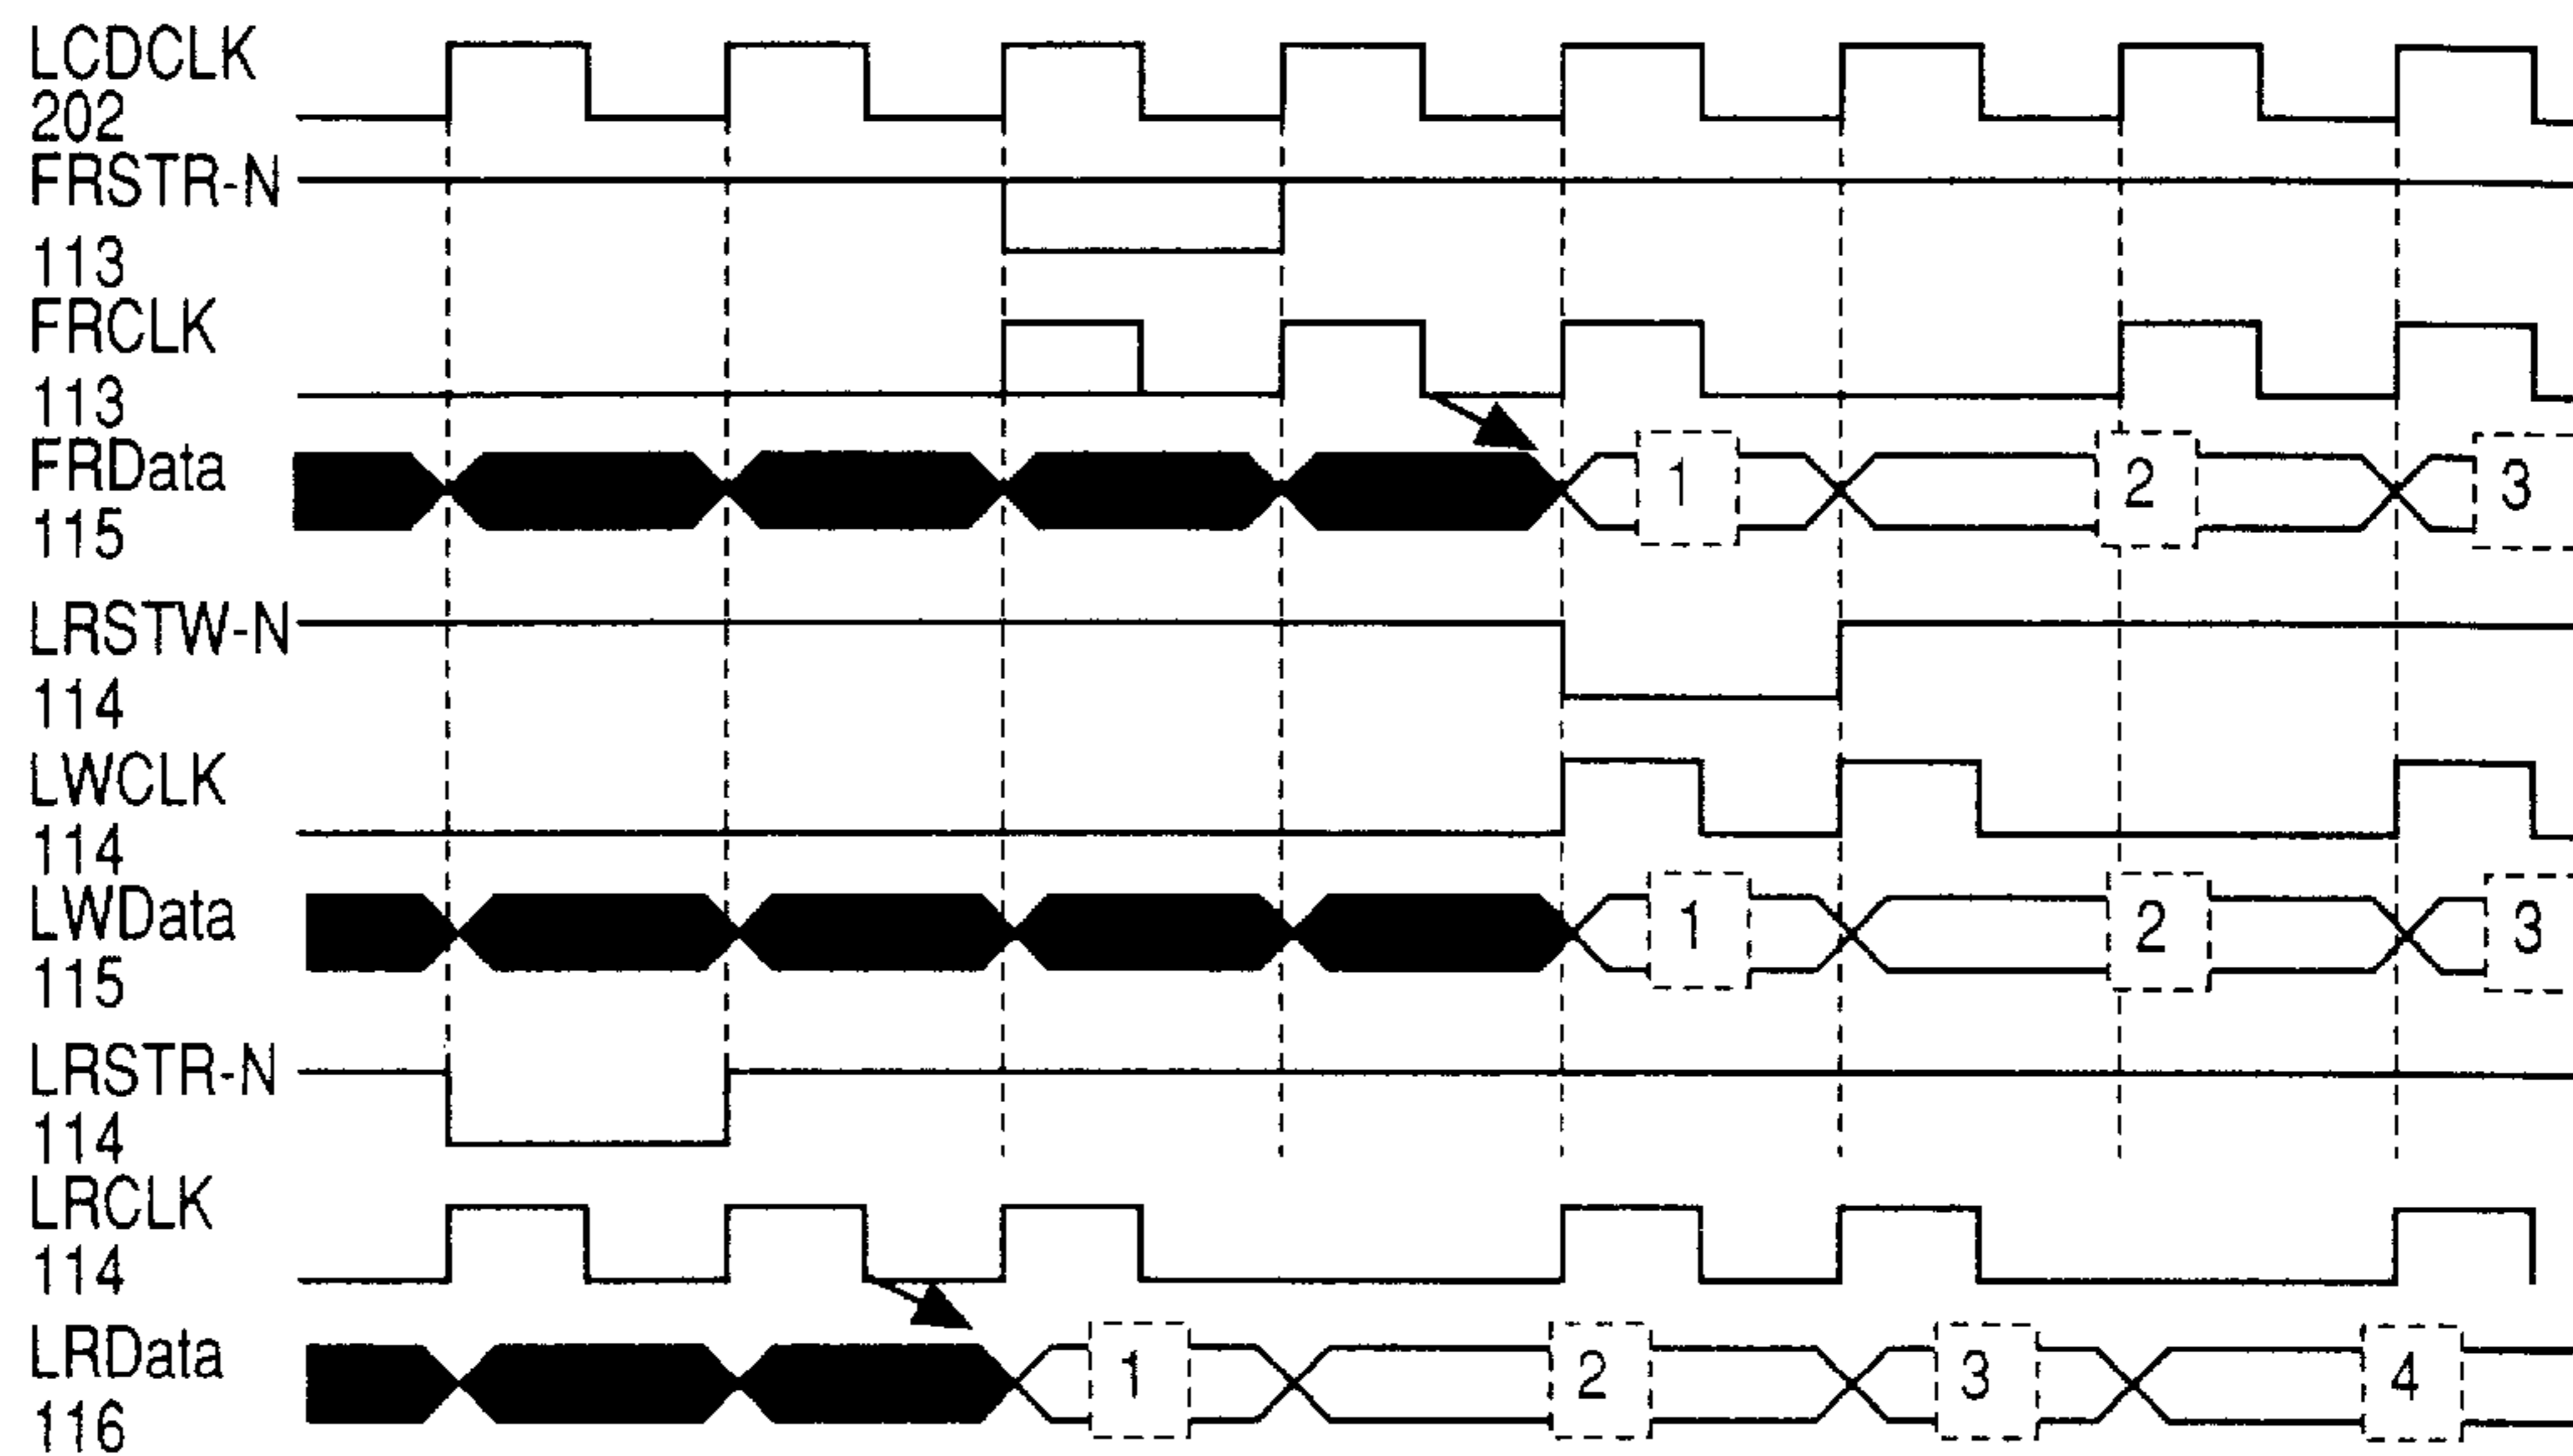 LCDCLK
202
FRSTR-N
113
FRCLK
113
FRData 1 2 3
115
LRSTW-N
114
LWCLK
114
LWData 1 2 3
115
LRSTR-N
114
LRCLK
114
LRData 1 2 3 4
116